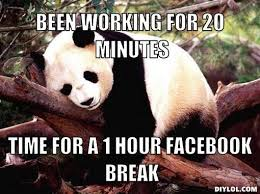 BEEN WORKING FOR 20
MINUTES
TIME FOR A 1 HOUR FACEBOOK
BREAK
DIYLOL.COM